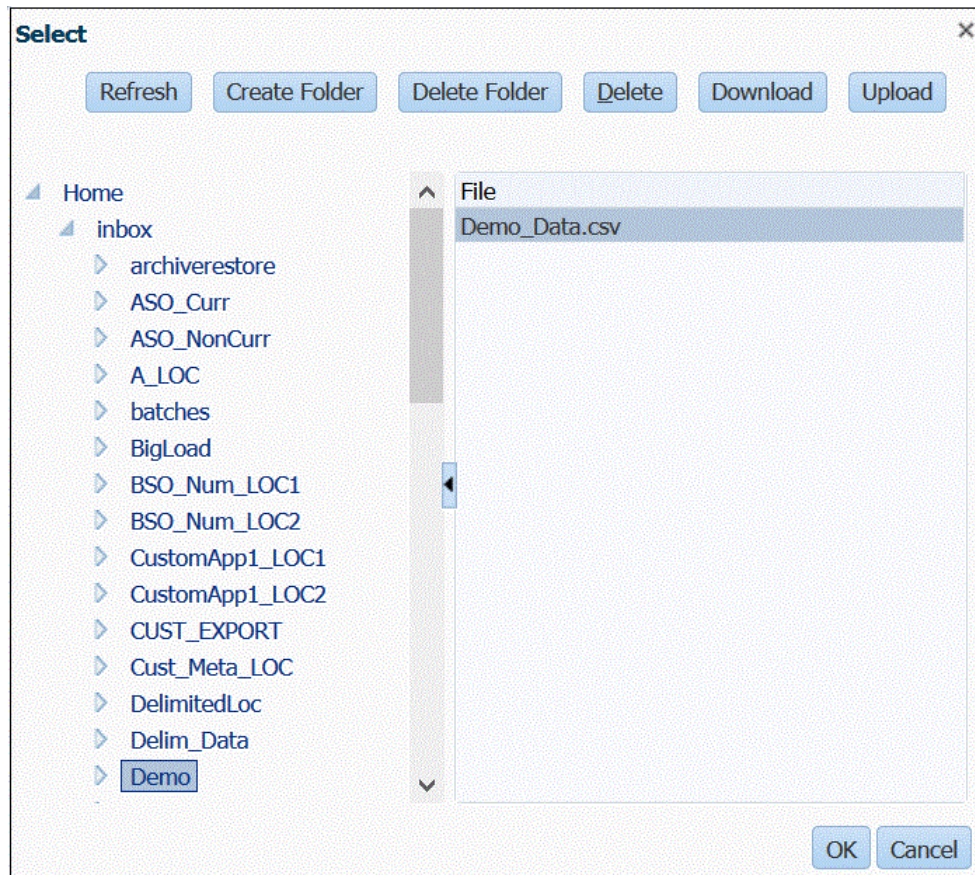 Select
Refresh Create Folder Delete Folder Delete Download Upload
Home
inbox
archiverestore
ASO_Curr
ASO_NonCurr
A_LOC
batches
BigLoad
BSO_Num_LOC1
BSO_Num_LOC2
CustomApp1_LOC1
CustomApp1_LOC2
CUST_EXPORT
Cust_Meta_LOC
DelimitedLoc
Delim_Data
Demo
File
Demo_Data.csv
OK Cancel